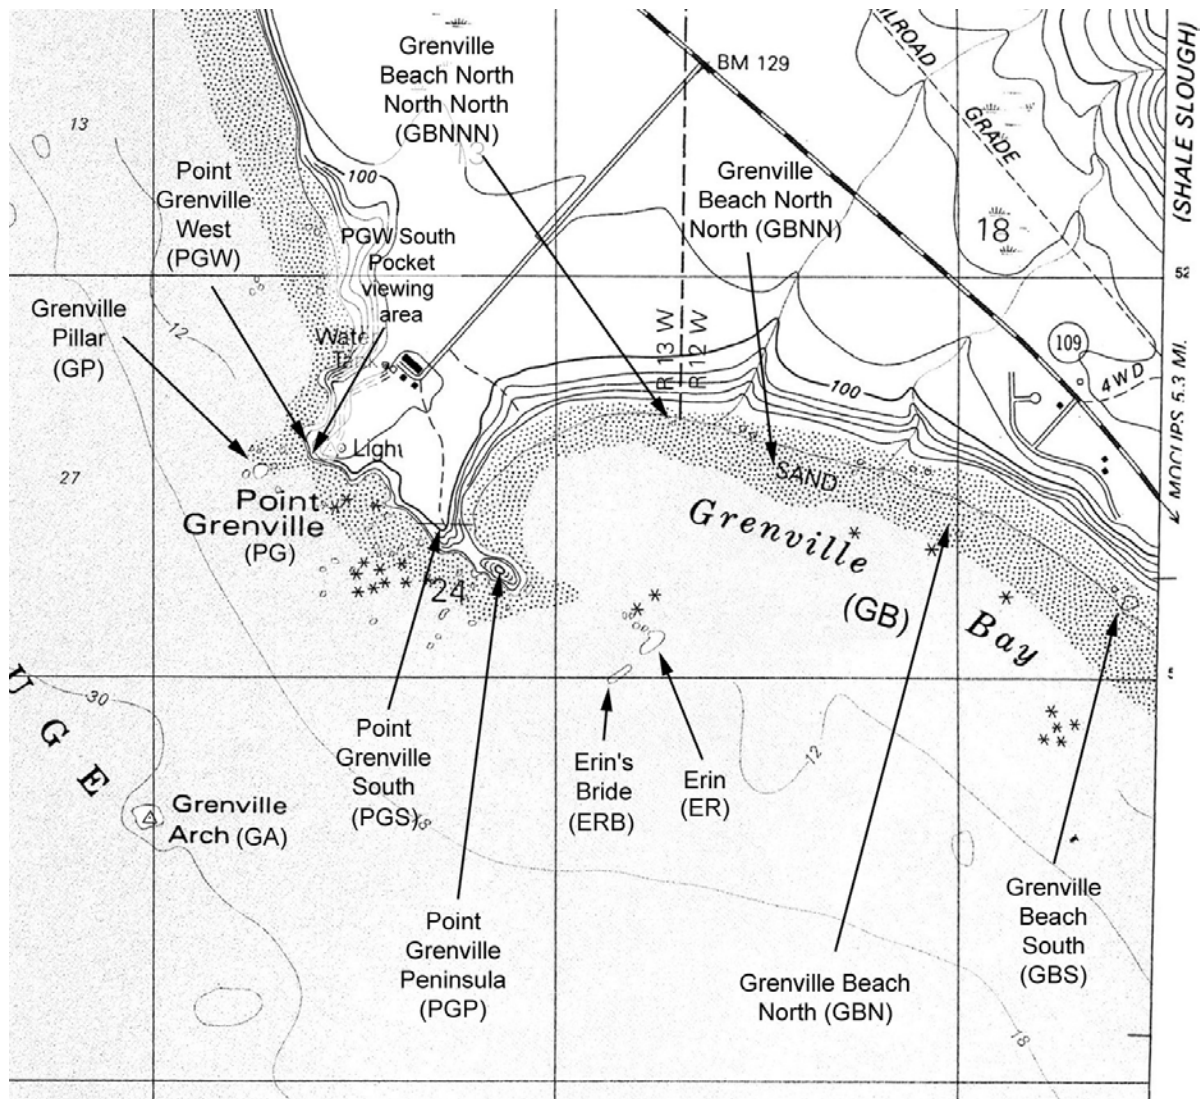 Grenville
Beach North
North North
(GBNNN)
13
BM 129
GRADE
(SHALE SLOUGH)
13
100
Point
Grenville
West
(PGW)
PGW South
Pocket
viewing
area
Grenville
Beach North
North (GBNN)
18
52
Grenville
Pillar
(GP)
12
Water
Light
R 13 W
R 12 W
100
109
4WD
MOCLIPS 5.3 MI.
27
Point
Grenville
(PG)
SAND
Grenville
(GB)
Bay
24
30
U G E
Grenville
Arch (GA)
Point
Grenville
South
(PGS)
Erin's
Bride
(ERB)
Erin
(ER)
12
18
Point
Grenville
Peninsula
(PGP)
Grenville Beach
North (GBN)
Grenville
Beach
South
(GBS)
18